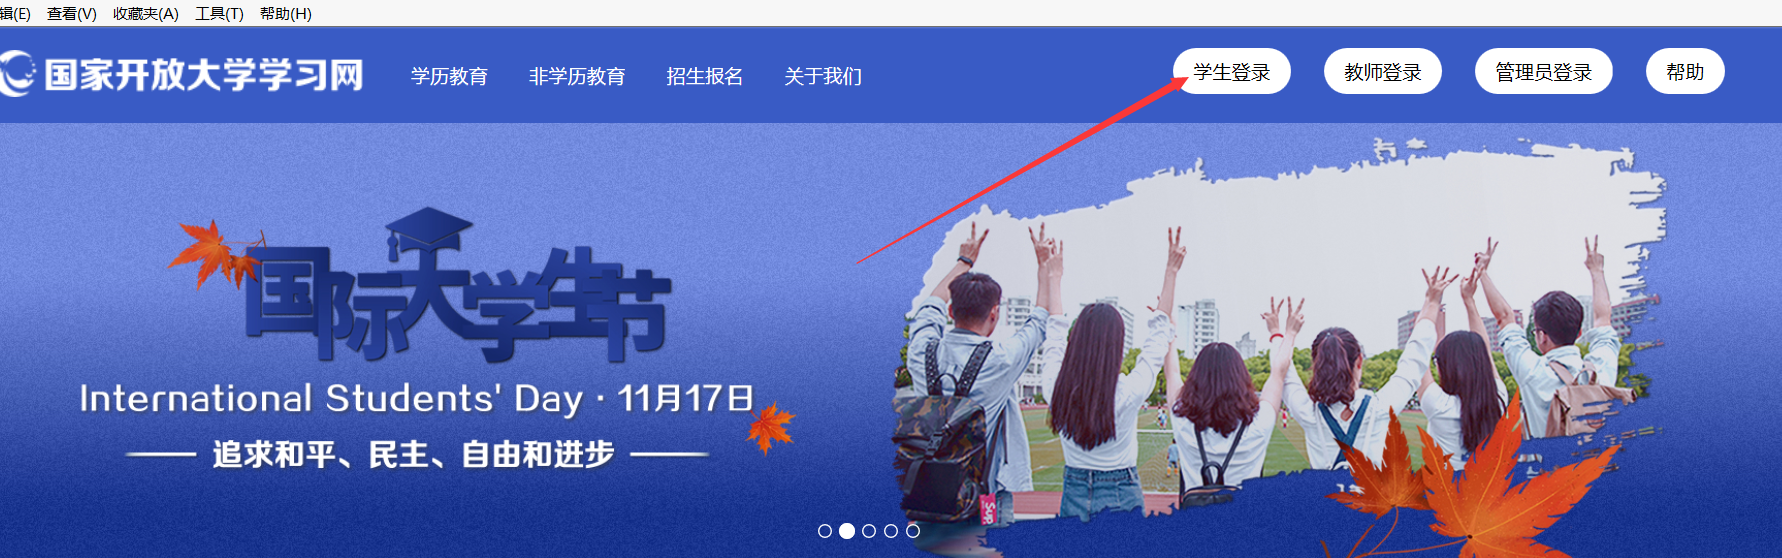 辑(E) 查看(V) 收藏夹(A) 工具(T) 帮助(H)
国家开放大学学习网 学历教育 非学历教育 招生报名 关于我们 学生登录 教师登录 管理员登录 帮助
国际大学生节
International Students' Day · 11月17日
追求和平、民主、自由和进步
Sup